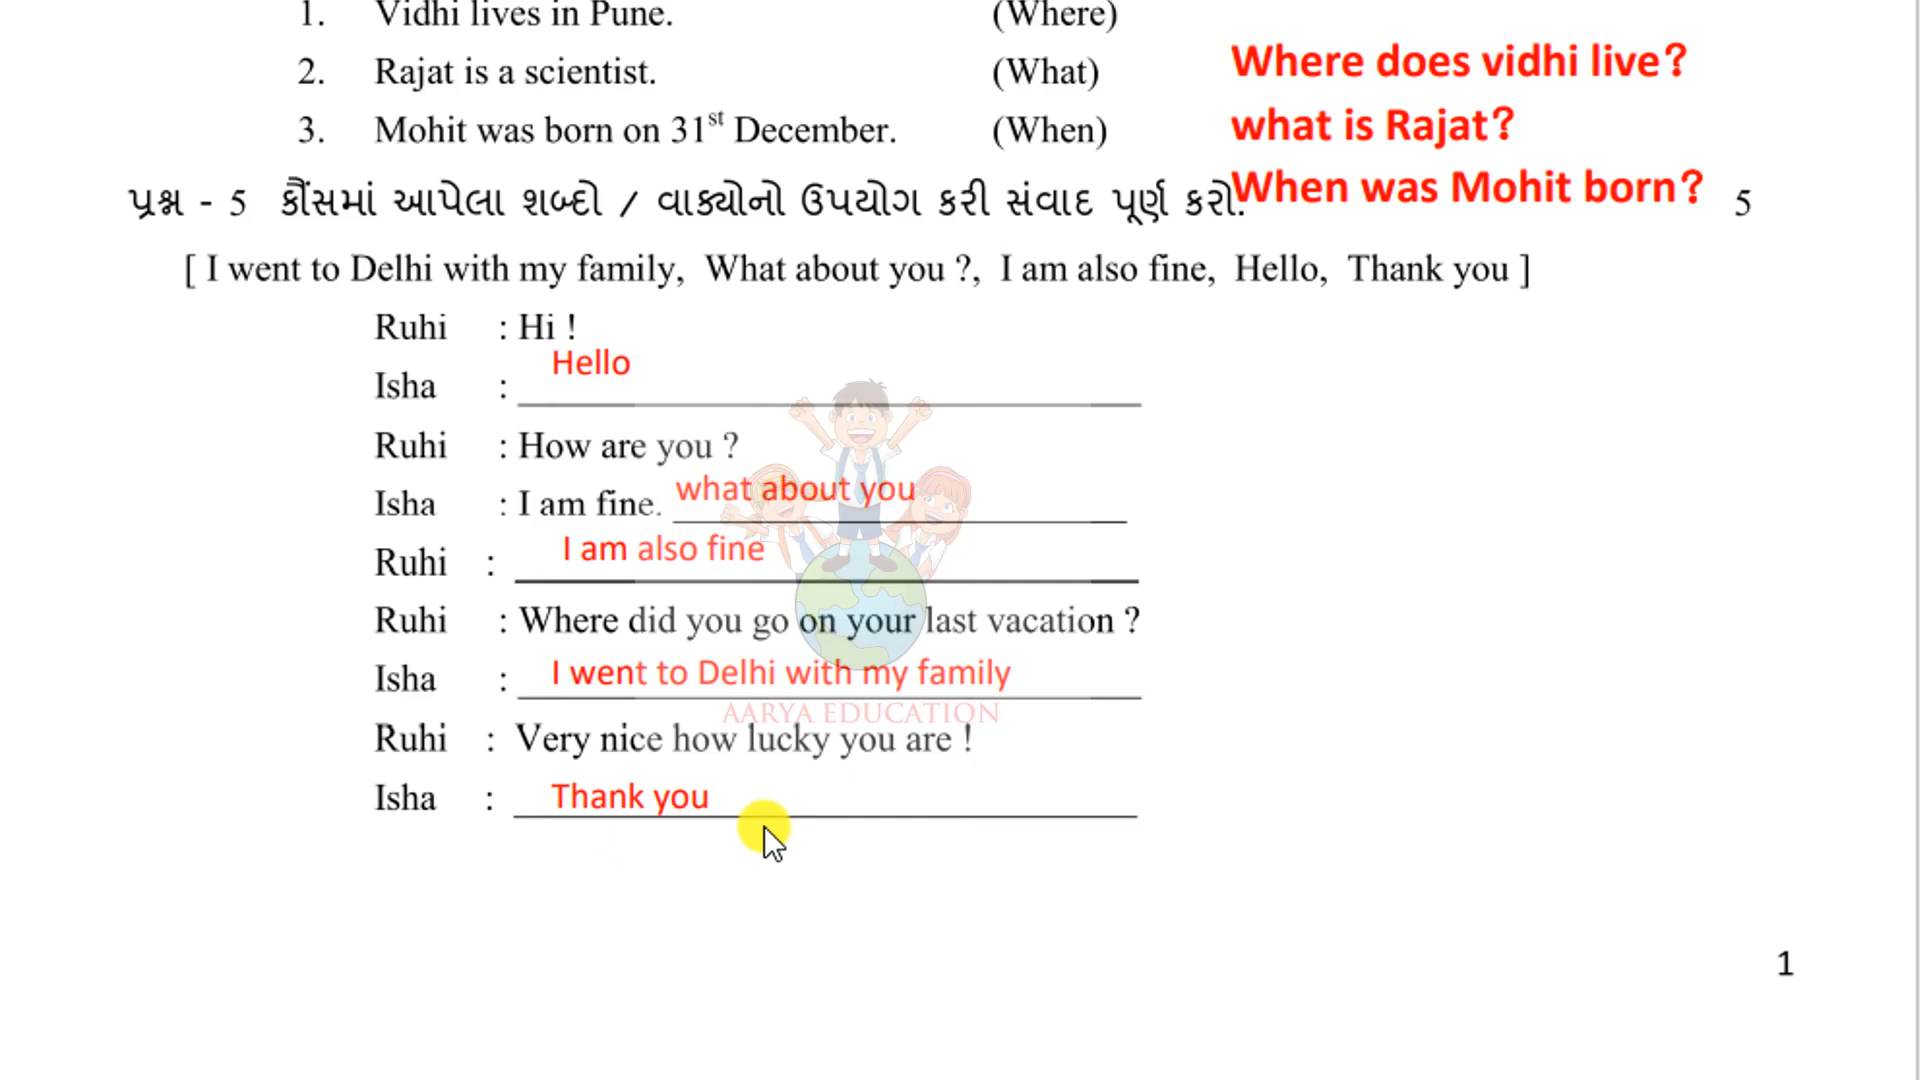 1. Vidhi lives in Pune. (Where)
Where does vidhi live?
2. Rajat is a scientist. (What)
what is Rajat?
3. Mohit was born on 31st December. (When)
When was Mohit born?
પ્રશ્ન - 5 કૌંસમાં આપેલા શબ્દો / વાક્યોનો ઉપયોગ કરી સંવાદ પૂર્ણ કરો. 5
[ I went to Delhi with my family, What about you ?, I am also fine, Hello, Thank you ]
Ruhi : Hi !
Isha : Hello
Ruhi : How are you ?
Isha : I am fine. what about you
Ruhi : I am also fine
Ruhi : Where did you go on your last vacation ?
Isha : I went to Delhi with my family
AARYA EDUCATION
Ruhi : Very nice how lucky you are !
Isha : Thank you
1